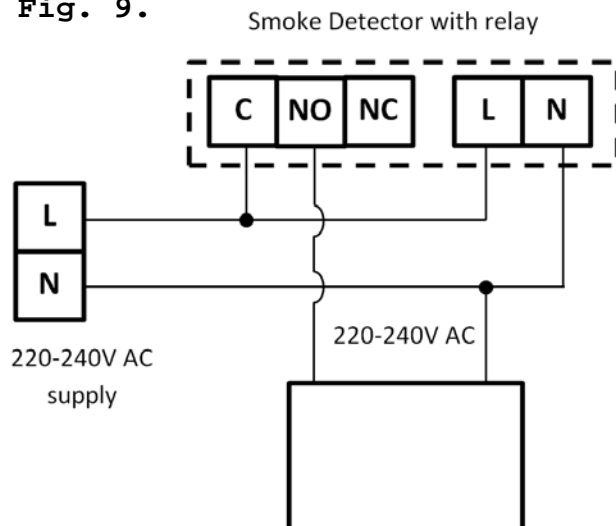 Fig. 9.
Smoke Detector with relay
C NO NC L N
L
N
220-240V AC
220-240V AC
supply